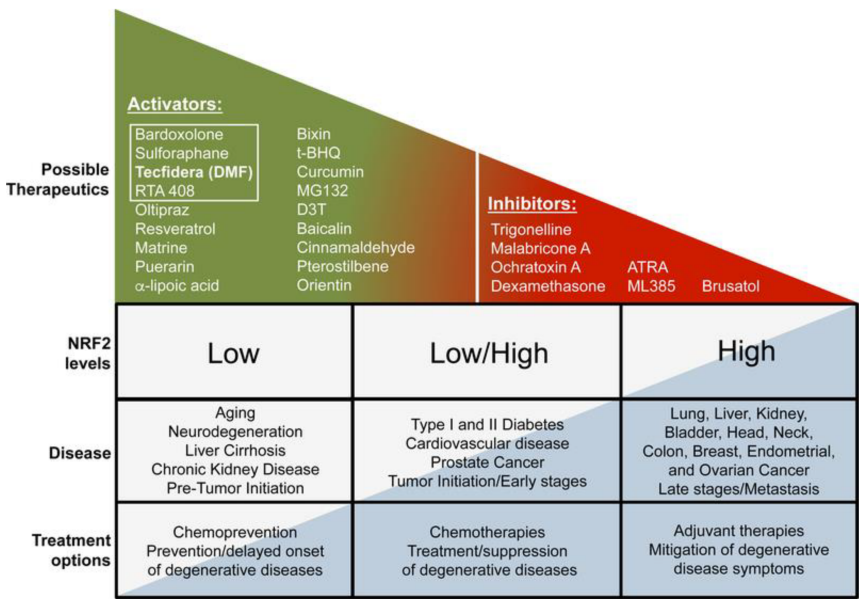 Possible
Therapeutics
Activators:
Bardoxolone
Sulforaphane
Tecfidera (DMF)
RTA 408
Oltipraz
Resveratrol
Matrine
Puerarin
α-lipoic acid
Bixin
t-BHQ
Curcumin
MG132
D3T
Baicalin
Cinnamaldehyde
Pterostilbene
Orientin
Inhibitors:
Trigonelline
Malabricone A
Ochratoxin A
Dexamethasone
ATRA
ML385
Brusatol
NRF2
levels
Low
Low/High
High
Disease
Aging
Neurodegeneration
Liver Cirrhosis
Chronic Kidney Disease
Pre-Tumor Initiation
Type I and II Diabetes
Cardiovascular disease
Prostate Cancer
Tumor Initiation/Early stages
Lung, Liver, Kidney,
Bladder, Head, Neck,
Colon, Breast, Endometrial,
and Ovarian Cancer
Late stages/Metastasis
Treatment
options
Chemoprevention
Prevention/delayed onset
of degenerative diseases
Chemotherapies
Treatment/suppression
of degenerative diseases
Adjuvant therapies
Mitigation of degenerative
disease symptoms